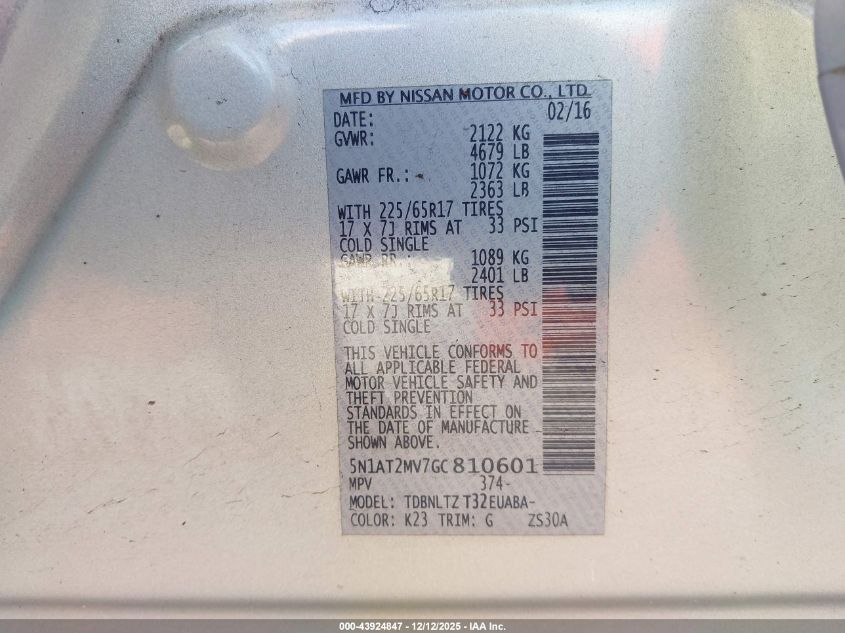 MFD BY NISSAN MOTOR CO., LTD.
DATE: 02/16
GVWR: 2122 KG
4679 LB
GAWR FR.: 1072 KG
2363 LB
WITH 225/65R17 TIRES
17 X 7J RIMS AT 33 PSI
COLD SINGLE
GAWR RR.: 1089 KG
2401 LB
WITH 225/65R17 TIRES
17 X 7J RIMS AT 33 PSI
COLD SINGLE
THIS VEHICLE CONFORMS TO
ALL APPLICABLE FEDERAL
MOTOR VEHICLE SAFETY AND
THEFT PREVENTION
STANDARDS IN EFFECT ON
THE DATE OF MANUFACTURE
SHOWN ABOVE.
5N1AT2MV7GC810601
MPV 374-
MODEL: TDBNLTZ T32EUABA-
COLOR: K23 TRIM: G ZS30A
000-43924847 - 12/12/2025 - IAA Inc.